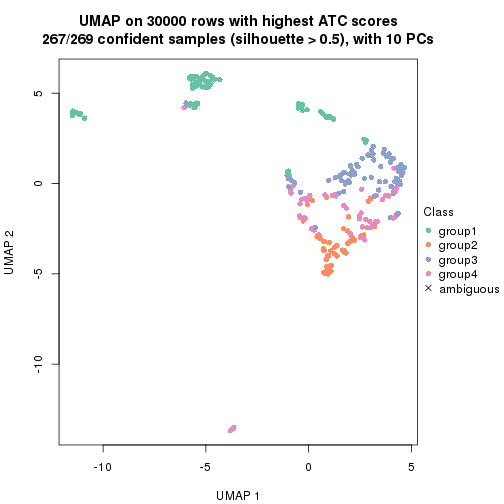 UMAP on 30000 rows with highest ATC scores
267/269 confident samples (silhouette > 0.5), with 10 PCs
5
0
-5
-10
UMAP 2
-10
-5
0
5
UMAP 1
Class
group1
group2
group3
group4
ambiguous